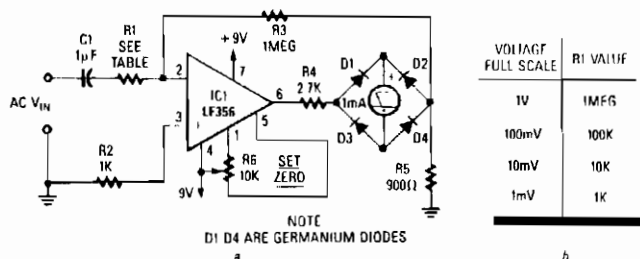 C1
1µF
R1
SEE
TABLE
R3
1MEG
+9V
AC VIN
2
7
IC1
LF356
6
3
1
5
4
R4
2.7K
D1
D2
1mA
+
D3
D4
R2
1K
9V
R6
10K
SET
ZERO
R5
900Ω
NOTE
D1 D4 ARE GERMANIUM DIODES
a
VOLTAGE
FULL SCALE
R1 VALUE
1V
1MEG
100mV
100K
10mV
10K
1mV
1K
b